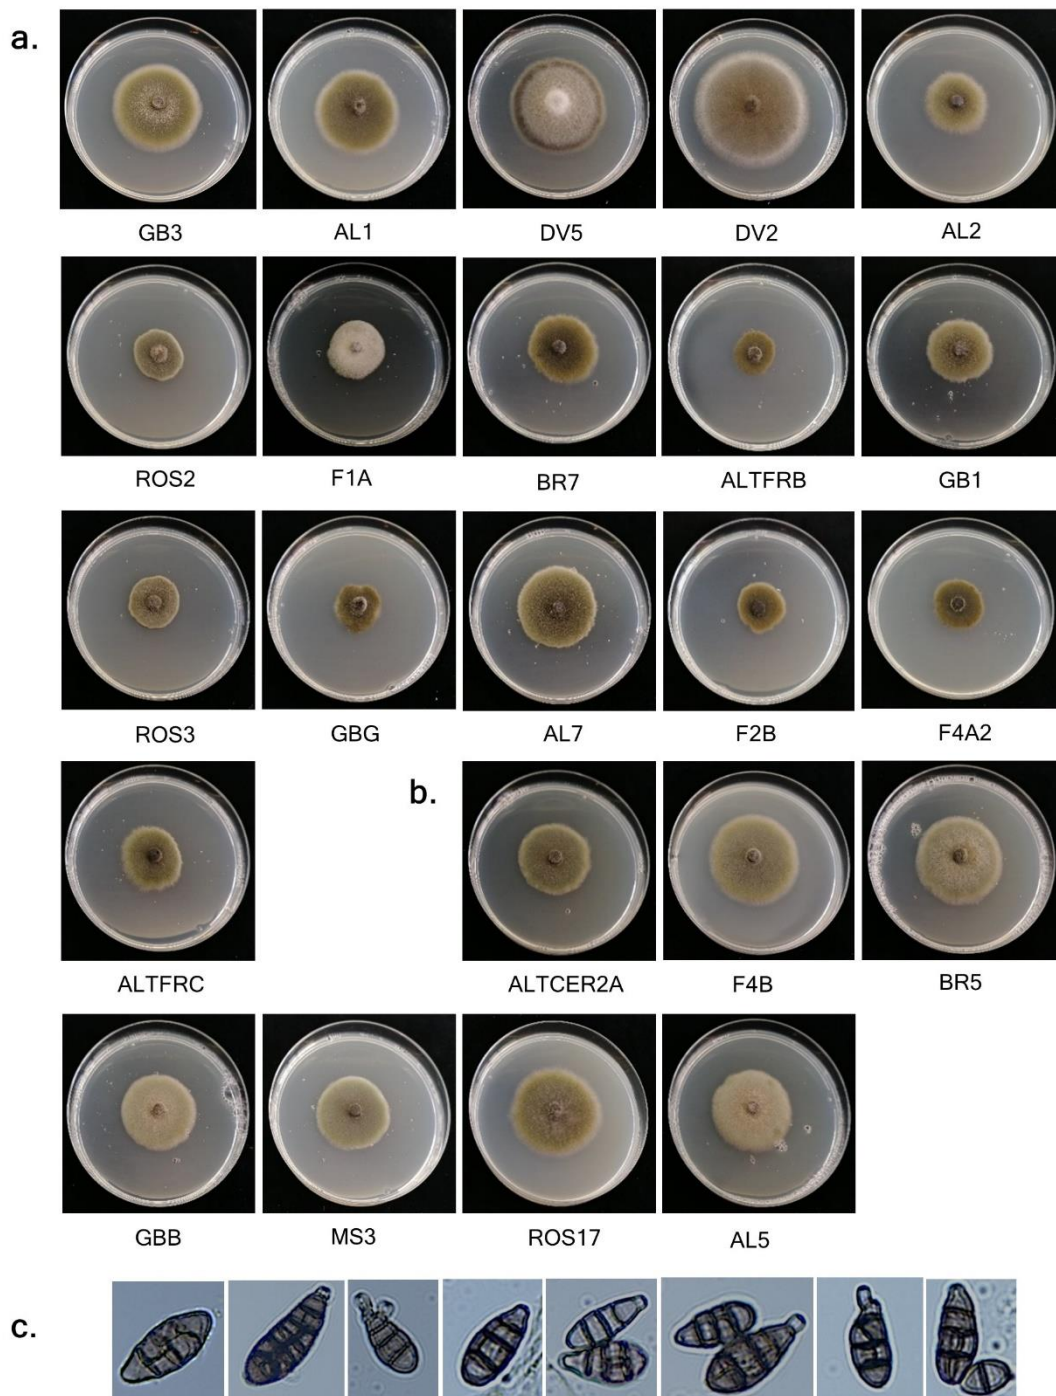 a.
GB3 AL1 DV5 DV2 AL2
ROS2 F1A BR7 ALTFRB GB1
ROS3 GBG AL7 F2B F4A2
b.
ALTFRC ALTCER2A F4B BR5
GBB MS3 ROS17 AL5
c.